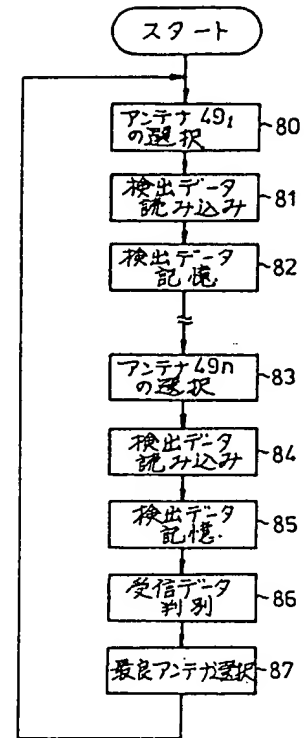 スタート
アンテナ49₁
の選択
80
検出データ
読み込み
81
検出データ
記憶
82
アンテナ49n
の選択
83
検出データ
読み込み
84
検出データ
記憶.
85
受信データ
判別
86
最良アンテナ選択
87